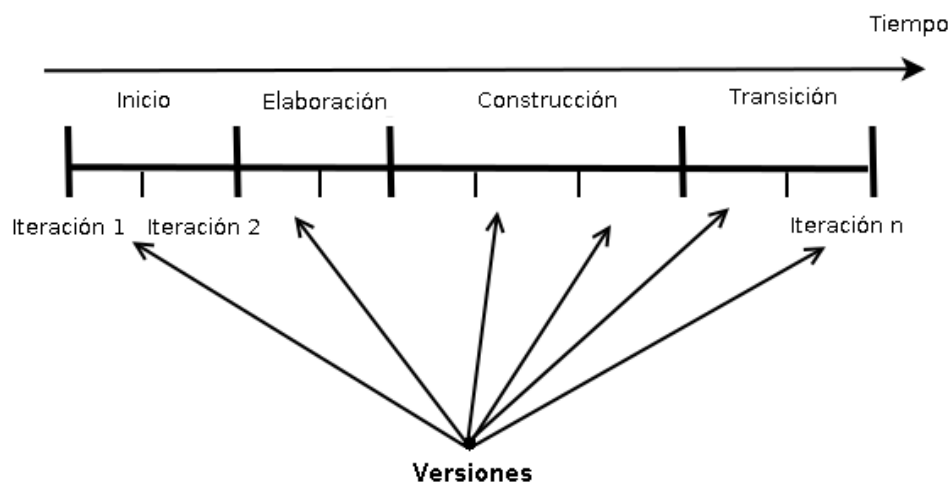 Tiempo
Inicio
Elaboración
Construcción
Transición
Iteración 1
Iteración 2
Iteración n
Versiones